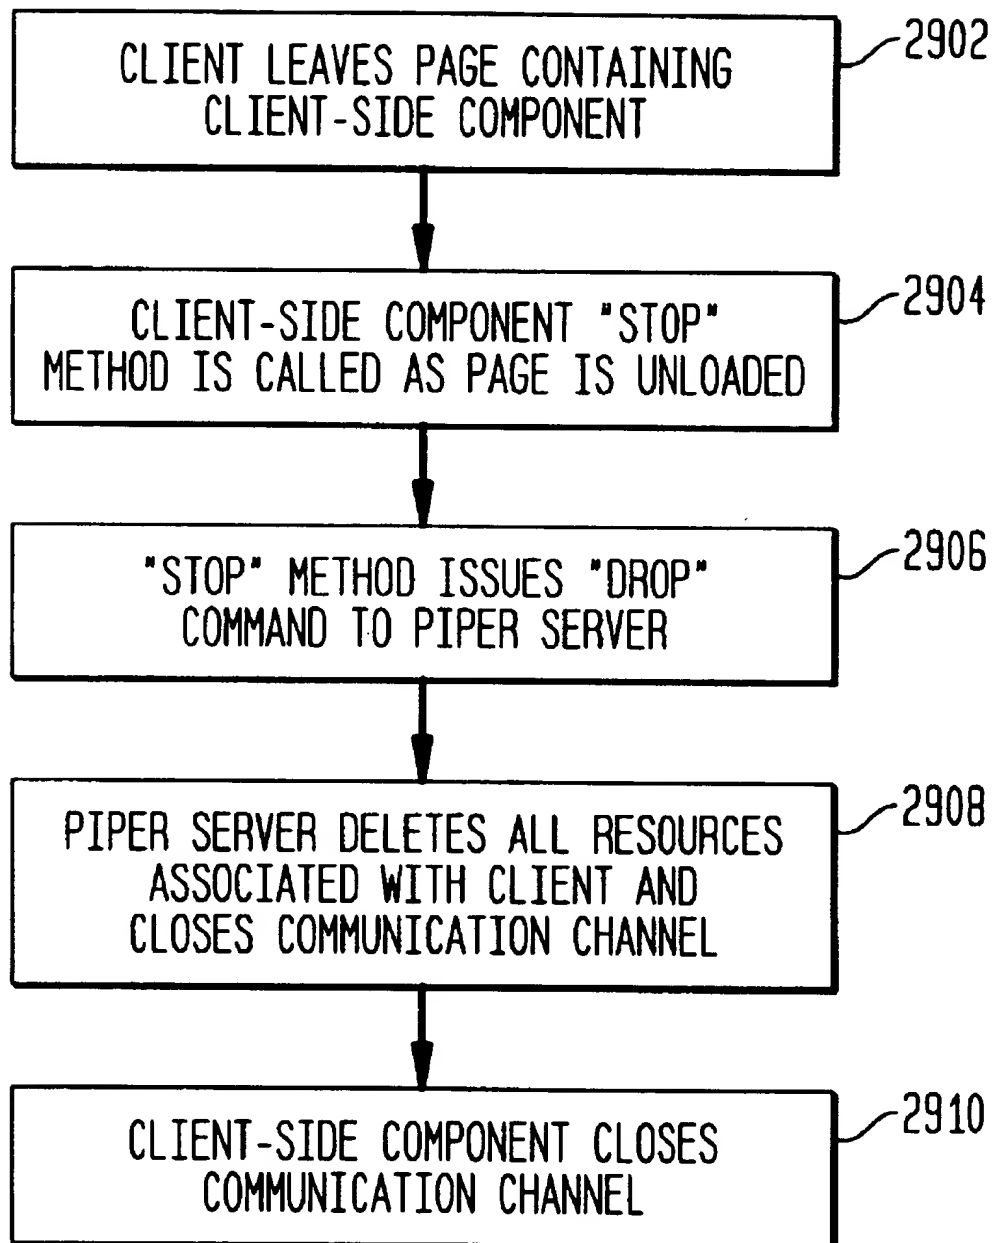 CLIENT LEAVES PAGE CONTAINING
CLIENT-SIDE COMPONENT
2902
CLIENT-SIDE COMPONENT "STOP"
METHOD IS CALLED AS PAGE IS UNLOADED
2904
"STOP" METHOD ISSUES "DROP"
COMMAND TO PIPER SERVER
2906
PIPER SERVER DELETES ALL RESOURCES
ASSOCIATED WITH CLIENT AND
CLOSES COMMUNICATION CHANNEL
2908
CLIENT-SIDE COMPONENT CLOSES
COMMUNICATION CHANNEL
2910